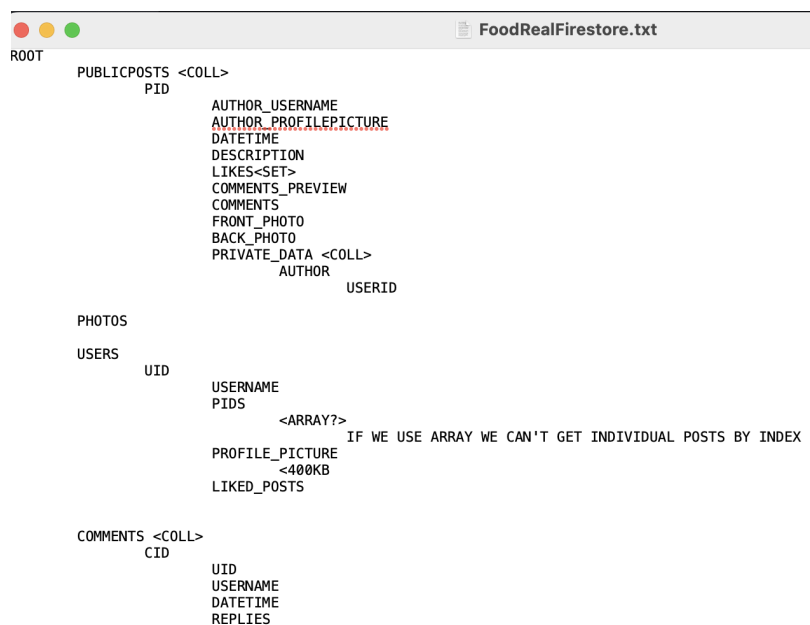 FoodRealFirestore.txt
ROOT
PUBLICPOSTS <COLL>
PID
AUTHOR_USERNAME
AUTHOR_PROFILEPICTURE
DATETIME
DESCRIPTION
LIKES<SET>
COMMENTS_PREVIEW
COMMENTS
FRONT_PHOTO
BACK_PHOTO
PRIVATE_DATA <COLL>
AUTHOR
USERID
PHOTOS
USERS
UID
USERNAME
PIDS
<ARRAY?>
IF WE USE ARRAY WE CAN'T GET INDIVIDUAL POSTS BY INDEX
PROFILE_PICTURE
<400KB
LIKED_POSTS
COMMENTS <COLL>
CID
UID
USERNAME
DATETIME
REPLIES